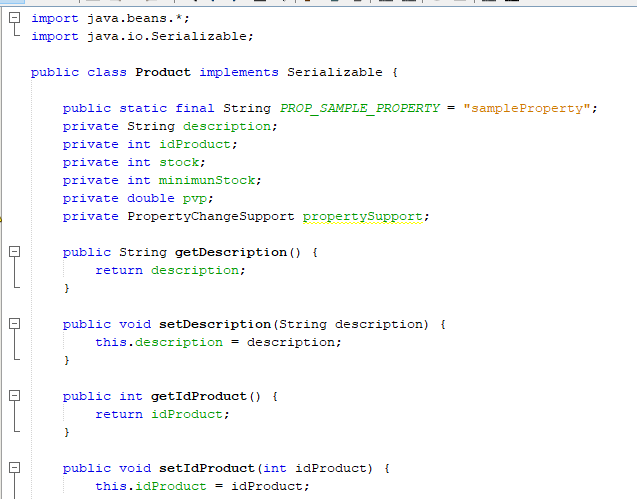 import java.beans.*;
import java.io.Serializable;
public class Product implements Serializable {
public static final String PROP_SAMPLE_PROPERTY = "sampleProperty";
private String description;
private int idProduct;
private int stock;
private int minimunStock;
private double pvp;
private PropertyChangeSupport propertySupport;
public String getDescription() {
return description;
}
public void setDescription(String description) {
this.description = description;
}
public int getIdProduct() {
return idProduct;
}
public void setIdProduct(int idProduct) {
this.idProduct = idProduct;